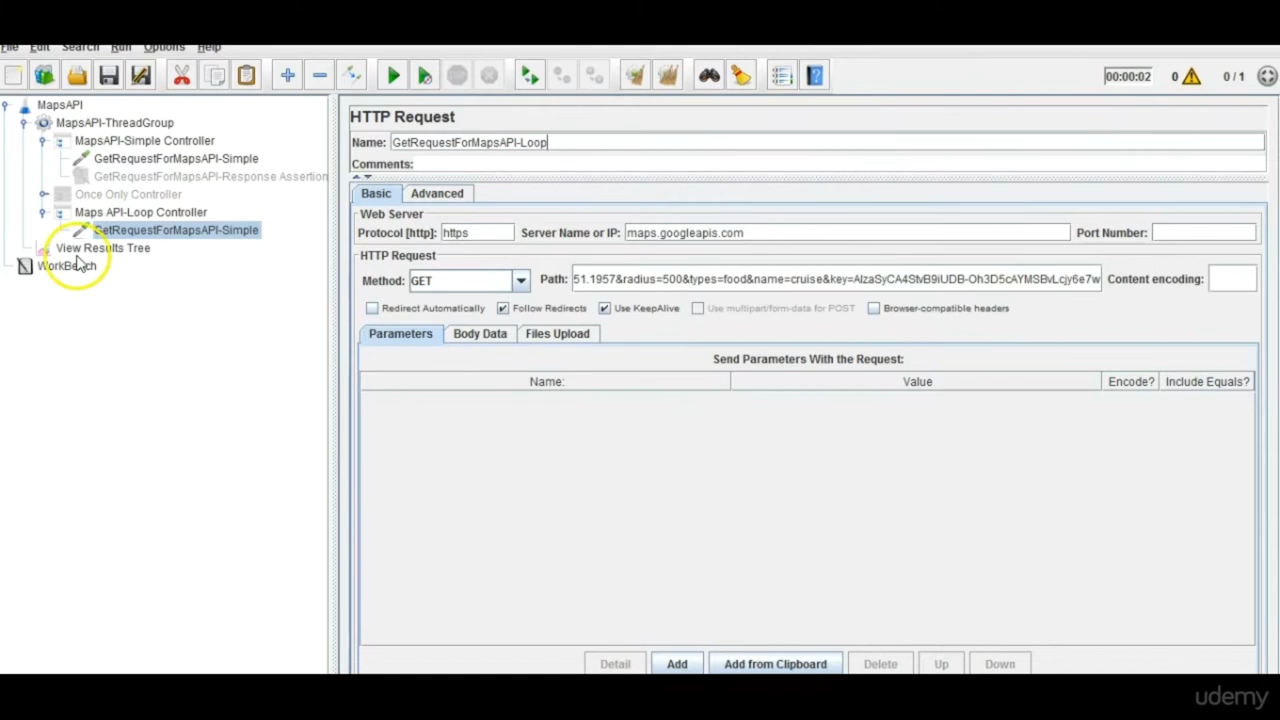 File Edit Search Run Options Help
00:00:02 0 0 / 1
MapsAPI
MapsAPI-ThreadGroup
MapsAPI-Simple Controller
GetRequestForMapsAPI-Simple
GetRequestForMapsAPI-Response Assertion
Once Only Controller
Maps API-Loop Controller
GetRequestForMapsAPI-Simple
View Results Tree
WorkBench
HTTP Request
Name: GetRequestForMapsAPI-Loop
Comments:
Basic Advanced
Web Server
Protocol [http]: https Server Name or IP: maps.googleapis.com Port Number:
HTTP Request
Method: GET Path: 51.1957&radius=500&types=food&name=cruise&key= Content encoding:
Redirect Automatically Follow Redirects Use KeepAlive Use multipart/form-data for POST Browser-compatible headers
Parameters Body Data Files Upload
Send Parameters With the Request:
Name: Value Encode? Include Equals?
Detail Add Add from Clipboard Delete Up Down
udemy